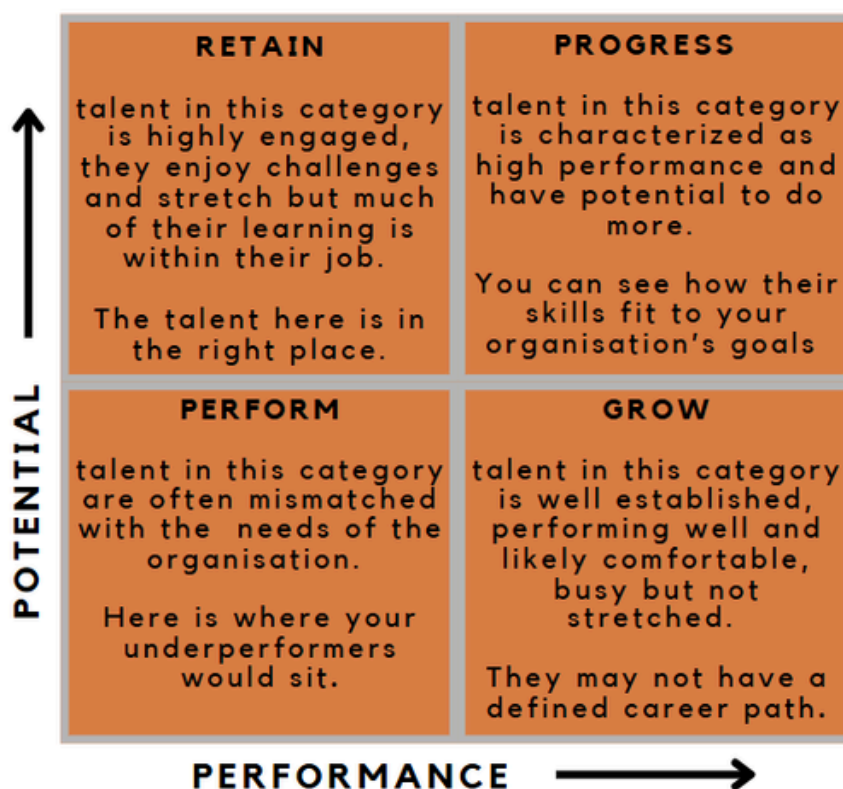 RETAIN
talent in this category
is highly engaged,
they enjoy challenges
and stretch but much
of their learning is
within their job.
The talent here is in
the right place.
PROGRESS
talent in this category
is characterized as
high performance and
have potential to do
more.
You can see how their
skills fit to your
organisation's goals
PERFORM
talent in this category
are often mismatched
with the needs of the
organisation.
Here is where your
underperformers
would sit.
GROW
talent in this category
is well established,
performing well and
likely comfortable,
busy but not
stretched.
They may not have a
defined career path.
POTENTIAL
PERFORMANCE